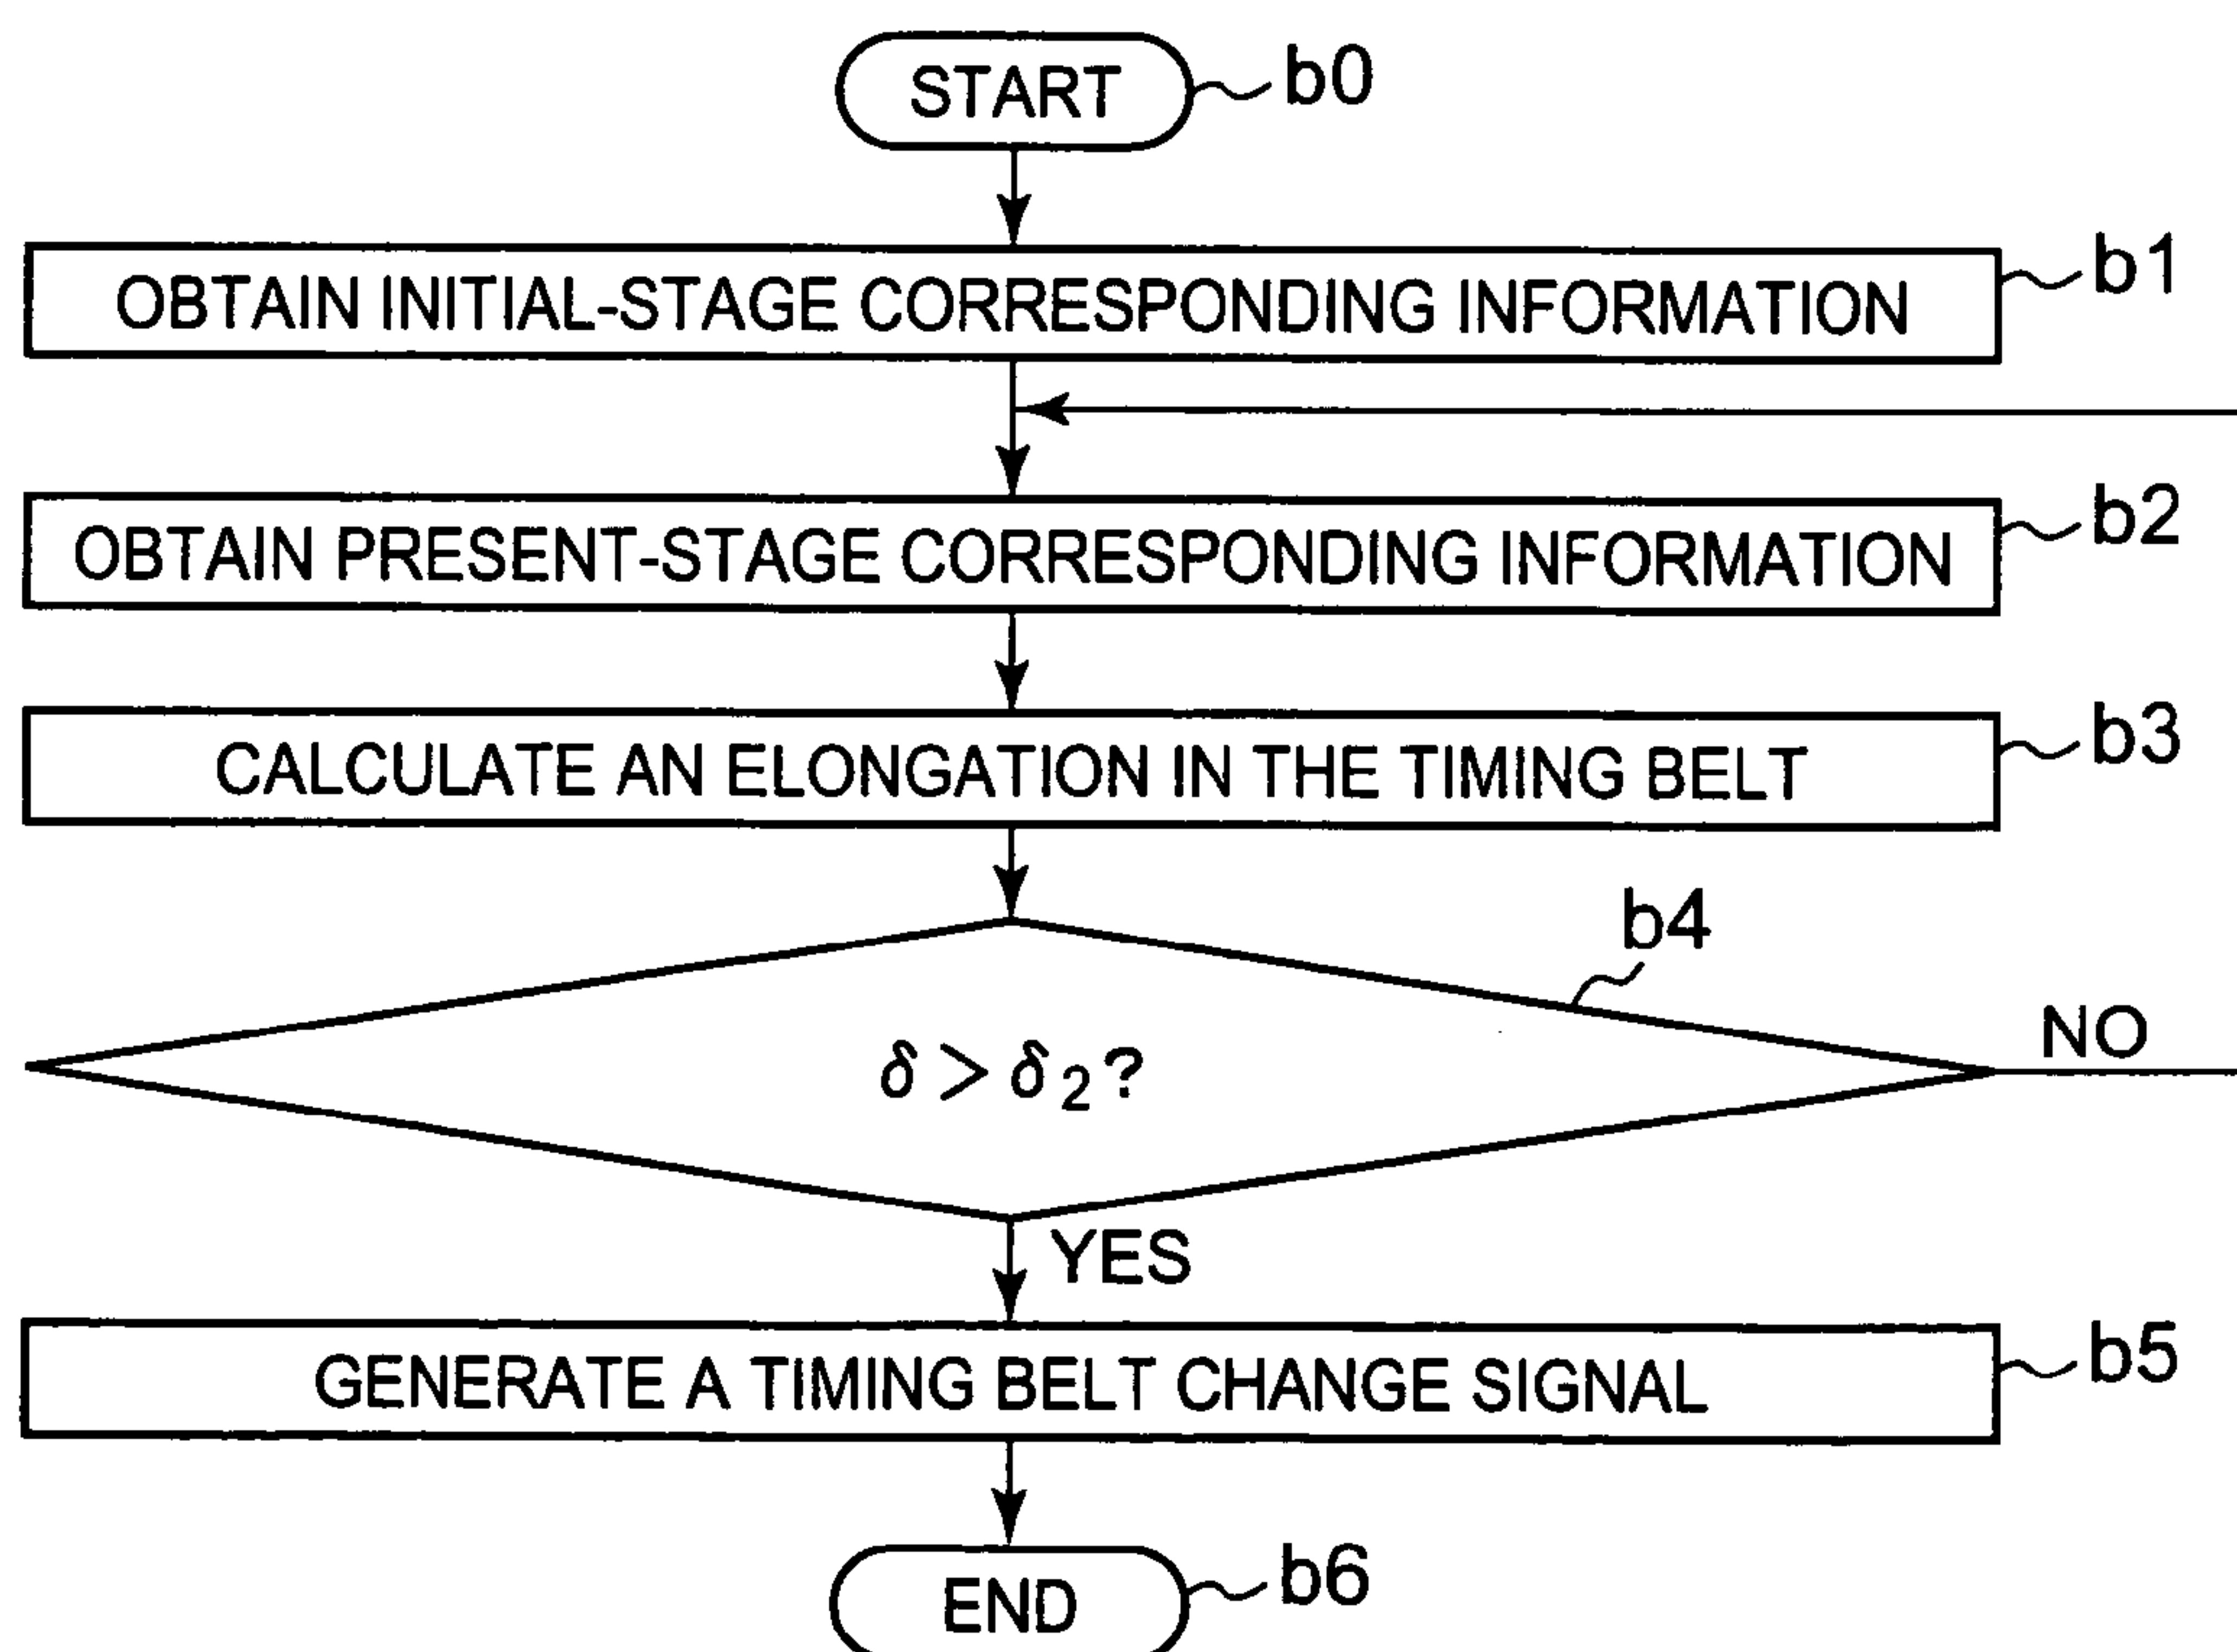 START b0
OBTAIN INITIAL-STAGE CORRESPONDING INFORMATION b1
OBTAIN PRESENT-STAGE CORRESPONDING INFORMATION b2
CALCULATE AN ELONGATION IN THE TIMING BELT b3
b4
NO
δ > δ₂?
YES
GENERATE A TIMING BELT CHANGE SIGNAL b5
END b6